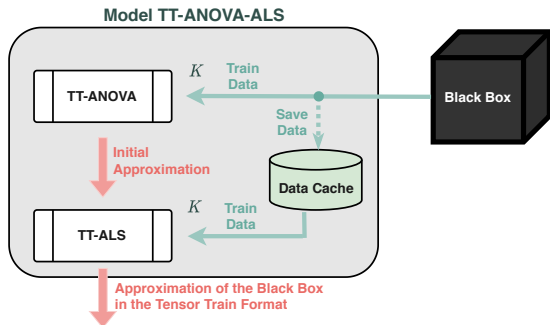 Model TT-ANOVA-ALS
K Train
Data
TT-ANOVA
Black Box
Save
Data
Initial
Approximation
Data Cache
K Train
Data
TT-ALS
Approximation of the Black Box
in the Tensor Train Format